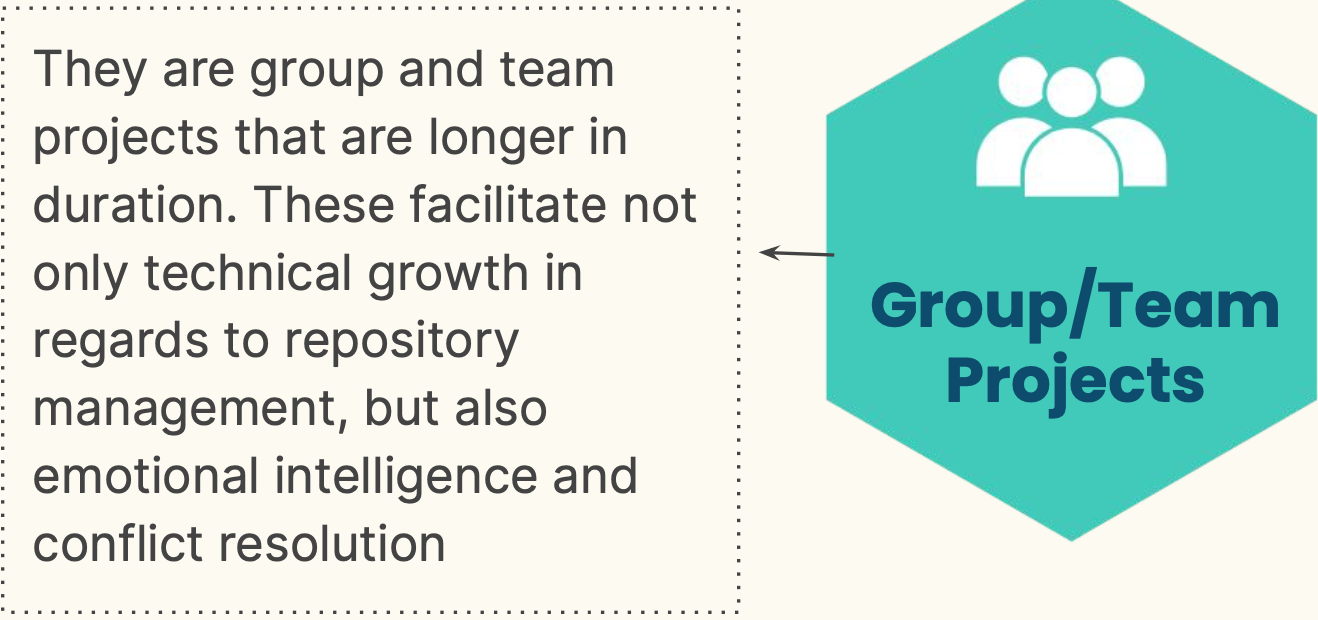 They are group and team
projects that are longer in
duration. These facilitate not
only technical growth in
regards to repository
management, but also
emotional intelligence and
conflict resolution
Group/Team
Projects